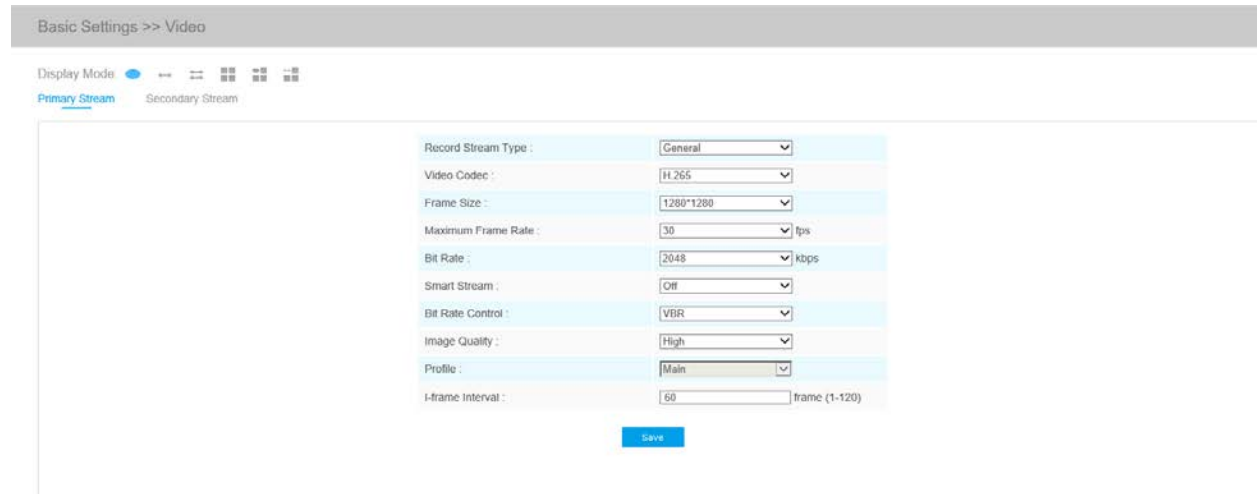 Basic Settings >> Video
Display Mode:
Primary Stream Secondary Stream
Record Stream Type : General
Video Codec : H.265
Frame Size : 1280*1280
Maximum Frame Rate : 30 fps
Bit Rate : 2048 kbps
Smart Stream : Off
Bit Rate Control : VBR
Image Quality : High
Profile : Main
I-frame Interval : 60 frame (1-120)
Save